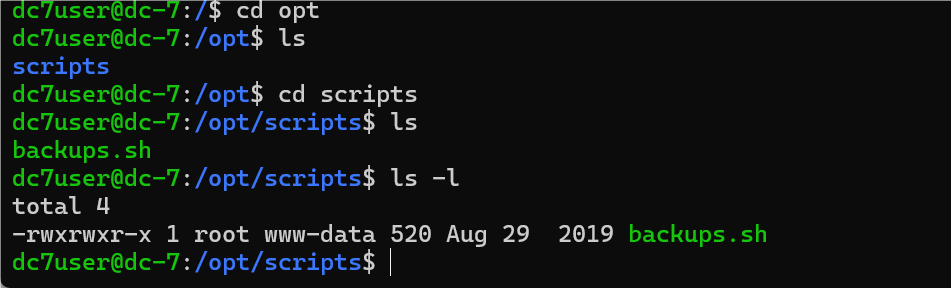 dc7user@dc-7:/$ cd opt
dc7user@dc-7:/opt$ ls
scripts
dc7user@dc-7:/opt$ cd scripts
dc7user@dc-7:/opt/scripts$ ls
backups.sh
dc7user@dc-7:/opt/scripts$ ls -l
total 4
-rwxrwxr-x 1 root www-data 520 Aug 29  2019 backups.sh
dc7user@dc-7:/opt/scripts$